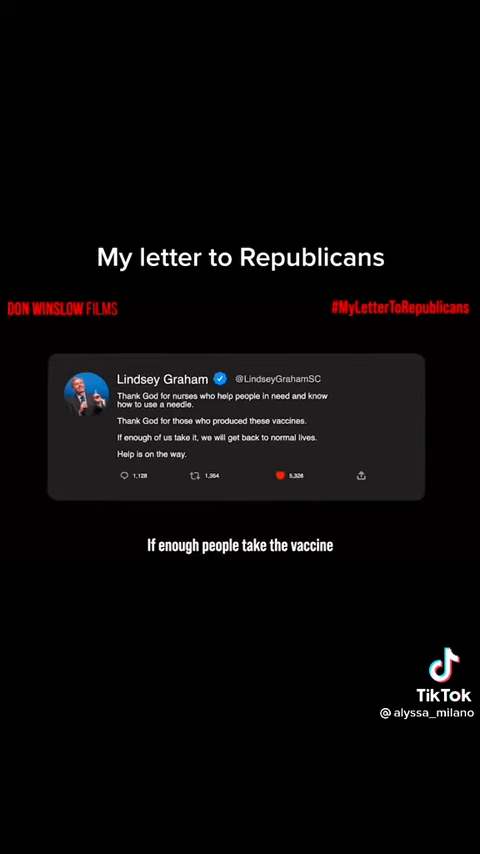 My letter to Republicans
DON WINSLOW FILMS
#MyLetterToRepublicans
Lindsey Graham @LindseyGrahamSC
Thank God for nurses who help people in need and know
how to use a needle.
Thank God for those who produced these vaccines.
If enough of us take it, we will get back to normal lives.
Help is on the way.
1,128 1,354 5,326
If enough people take the vaccine
TikTok
@alyssa_milano